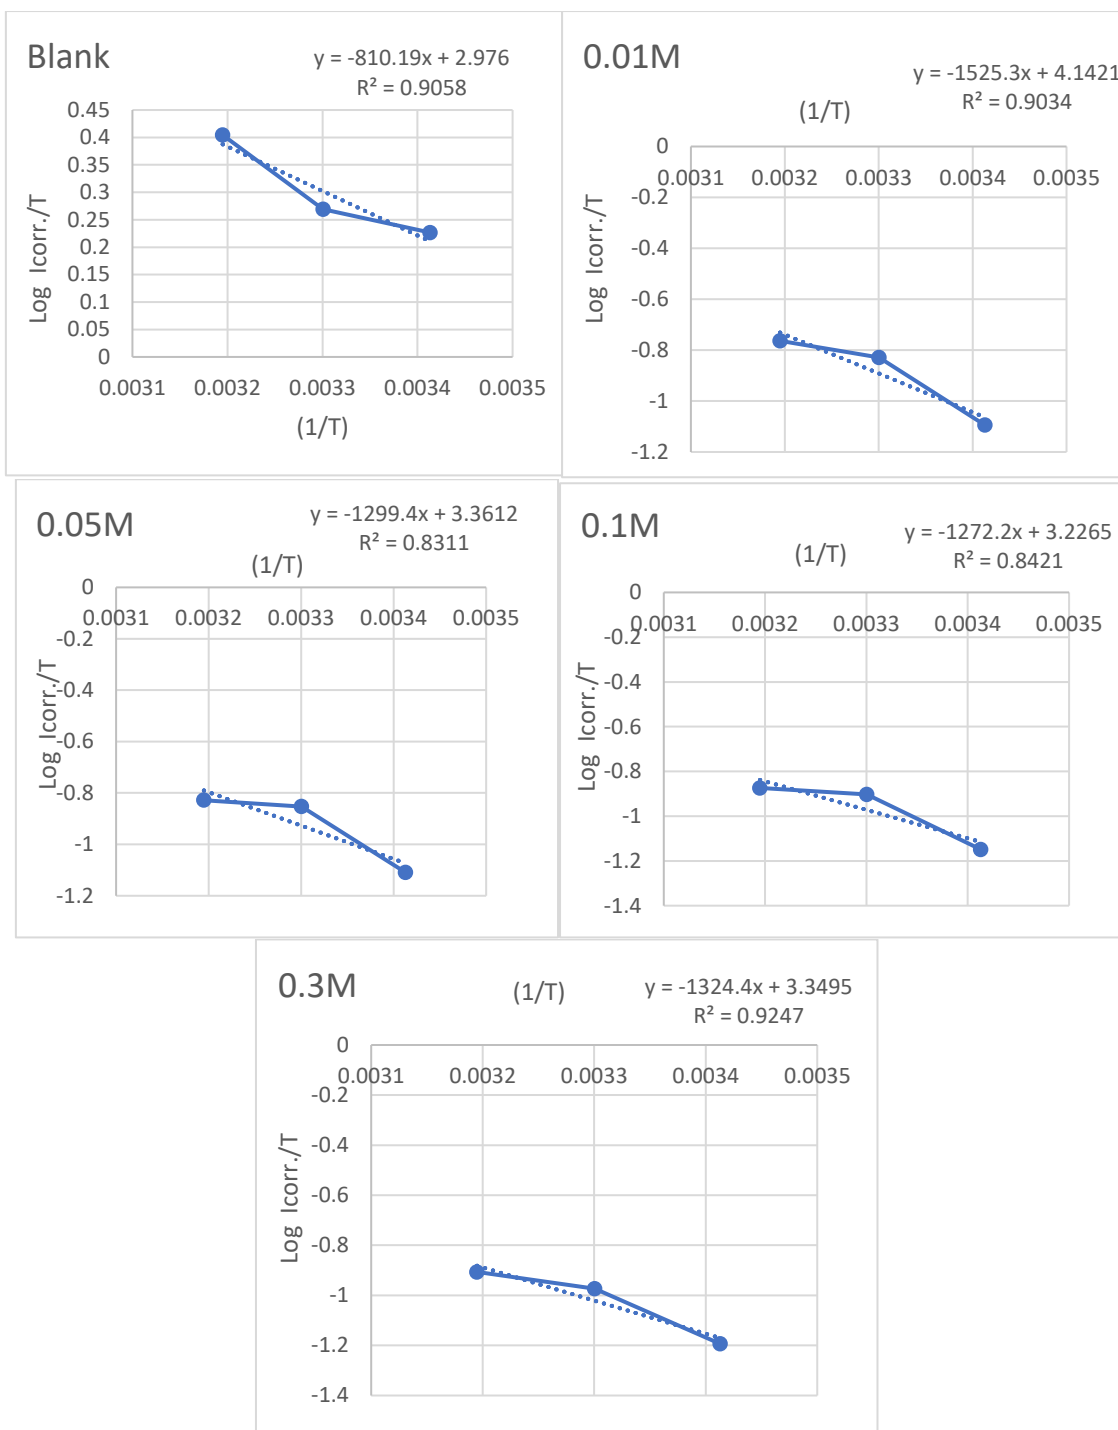 Blank
y = -810.19x + 2.976
R² = 0.9058
0.45
0.4
0.35
0.3
0.25
0.2
0.15
0.1
0.05
0
Log Icorr./T
0.0031 0.0032 0.0033 0.0034 0.0035
(1/T)
0.01M
y = -1525.3x + 4.1421
R² = 0.9034
(1/T)
0
0.0031 0.0032 0.0033 0.0034 0.0035
-0.2
-0.4
-0.6
-0.8
-1
-1.2
Log Icorr./T
0.05M
y = -1299.4x + 3.3612
R² = 0.8311
(1/T)
0
0.0031 0.0032 0.0033 0.0034 0.0035
-0.2
-0.4
-0.6
-0.8
-1
-1.2
Log Icorr./T
0.1M
y = -1272.2x + 3.2265
R² = 0.8421
(1/T)
0
0.0031 0.0032 0.0033 0.0034 0.0035
-0.2
-0.4
-0.6
-0.8
-1
-1.2
-1.4
Log Icorr./T
0.3M
(1/T)
y = -1324.4x + 3.3495
R² = 0.9247
0
0.0031 0.0032 0.0033 0.0034 0.0035
-0.2
-0.4
-0.6
-0.8
-1
-1.2
-1.4
Log Icorr./T